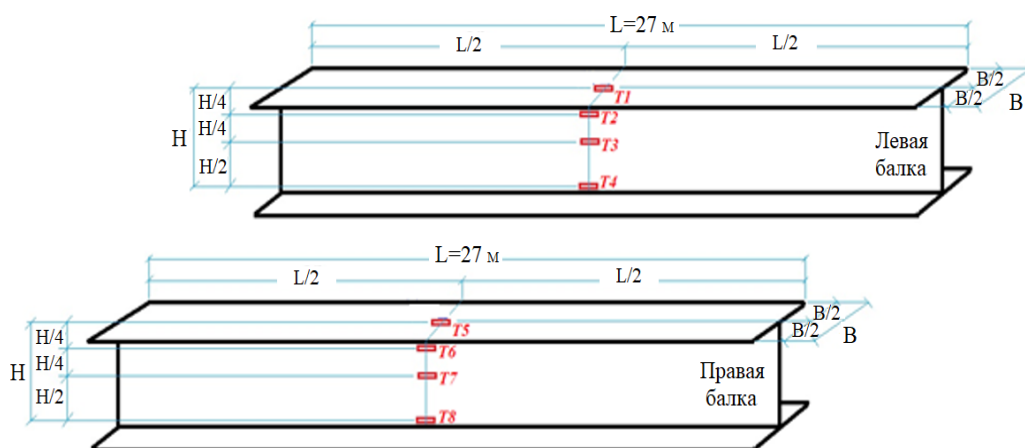 L=27 м
L/2 L/2
B/2
B/2
B
H/4
H/4
H
H/2
T1
T2
T3
T4
Левая
балка
L=27 м
L/2 L/2
B/2
B/2
B
H/4
H/4
H
H/2
T5
T6
T7
T8
Правая
балка